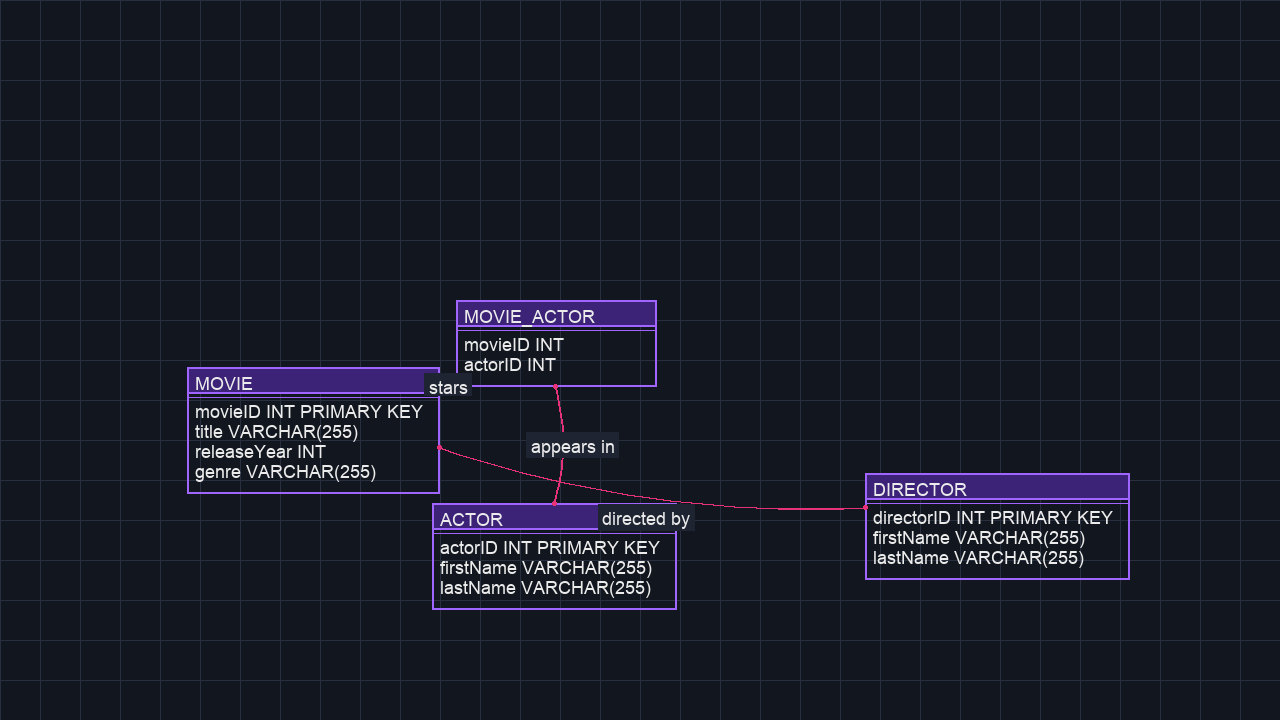 MOVIE_ACTOR
movieID INT
actorID INT
MOVIE
stars
movieID INT PRIMARY KEY
title VARCHAR(255)
releaseYear INT
genre VARCHAR(255)
appears in
ACTOR
directed by
actorID INT PRIMARY KEY
firstName VARCHAR(255)
lastName VARCHAR(255)
DIRECTOR
directorID INT PRIMARY KEY
firstName VARCHAR(255)
lastName VARCHAR(255)